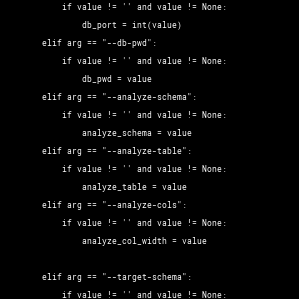 if value != '' and value != None:
db_port = int(value)
elif arg == "--db-pwd":
if value != '' and value != None:
db_pwd = value
elif arg == "--analyze-schema":
if value != '' and value != None:
analyze_schema = value
elif arg == "--analyze-table":
if value != '' and value != None:
analyze_table = value
elif arg == "--analyze-cols":
if value != '' and value != None:
analyze_col_width = value
elif arg == "--target-schema":
if value != '' and value != None: